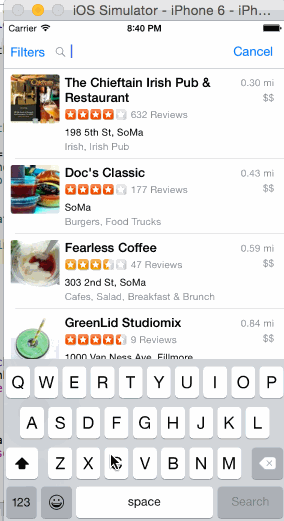 iOS Simulator - iPhone 6 - iPh...
Carrier 8:40 PM
Filters Cancel
The Chieftain Irish Pub & 0.30 mi
Restaurant $$
632 Reviews
198 5th St, SoMa
Irish, Irish Pub
Doc's Classic 0.43 mi
177 Reviews $$
SoMa
Burgers, Food Trucks
Fearless Coffee 0.59 mi
47 Reviews $$
303 2nd St, SoMa
Cafes, Salad, Breakfast & Brunch
GreenLid Studiomix 0.84 mi
9 Reviews $$
1000 Van Ness Ave, Fillmore
Q W E R T Y U I O P
A S D F G H J K L
Z X V B N M
123 space Search